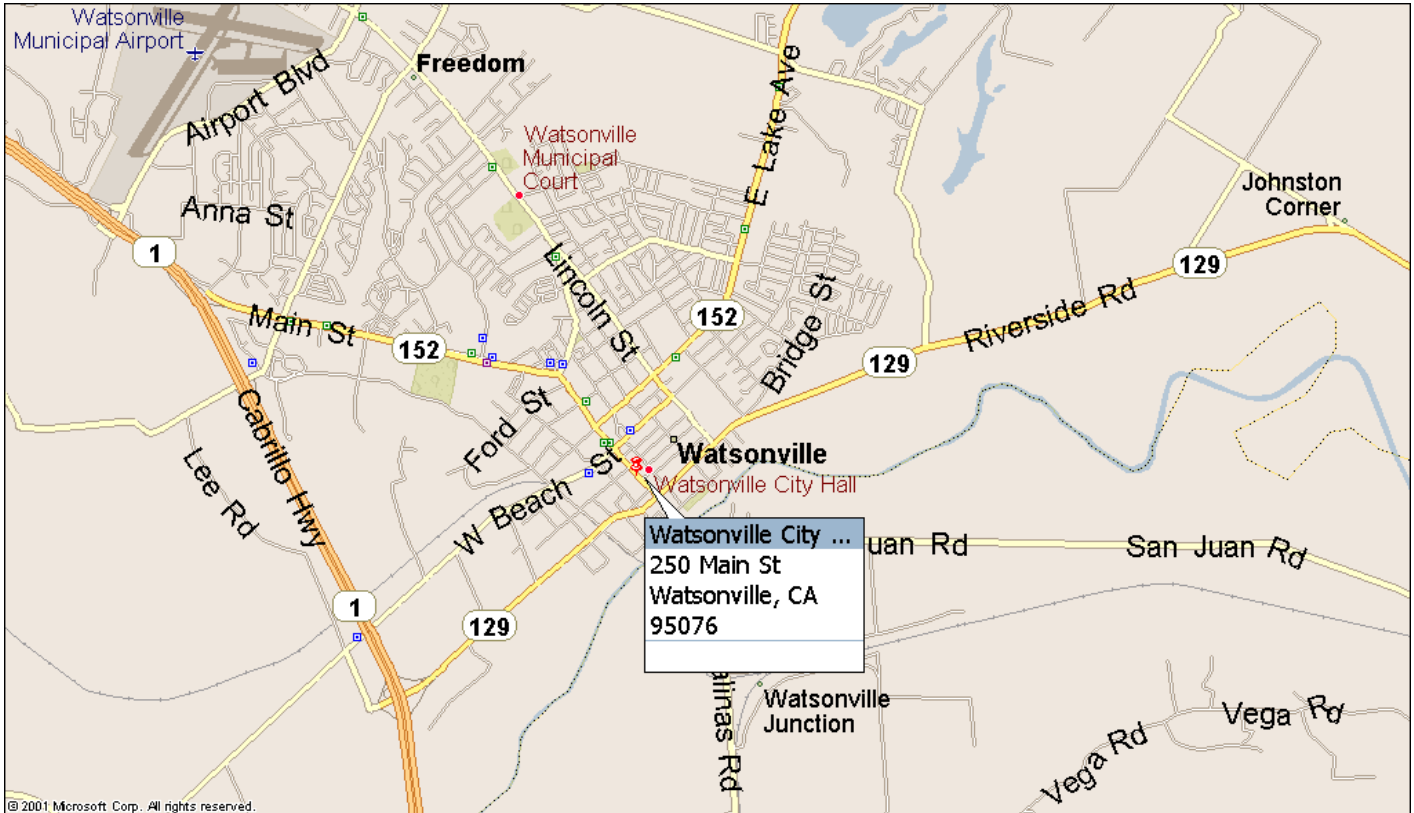 Watsonville
Municipal Airport
Freedom
Airport Blvd
Watsonville
Municipal
Court
E Lake Ave
Johnston
Corner
Anna St
1
129
Lincoln St
Riverside Rd
152
Main St
152
Bridge St
129
Ford St
Cabrillo Hwy
Watsonville
Lee Rd
W Beach St
Watsonville City Hall
Watsonville City ...
250 Main St
Watsonville, CA
95076
uan Rd
San Juan Rd
1
129
alinas Rd
Watsonville
Junction
Vega Rd
Vega Rd
© 2001 Microsoft Corp. All rights reserved.